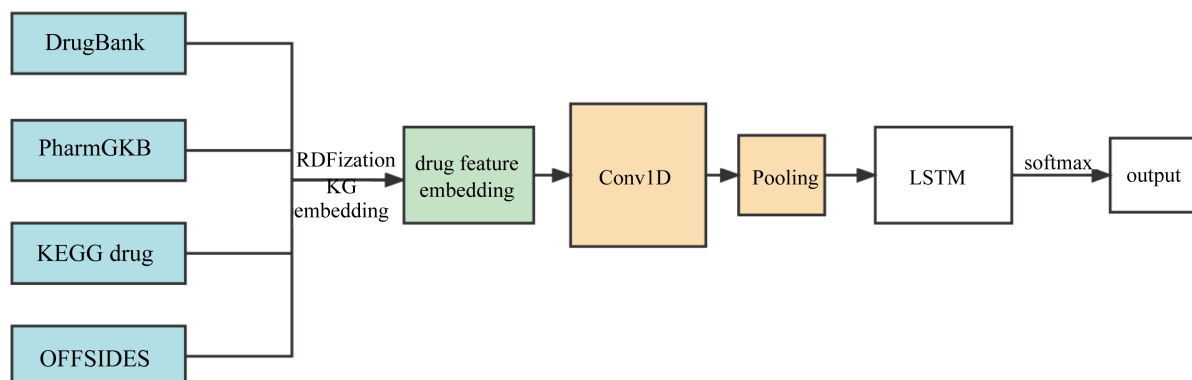 DrugBank
PharmGKB
KEGG drug
OFFSIDES
RDFization
KG
embedding
drug feature
embedding
Conv1D
Pooling
LSTM
softmax
output